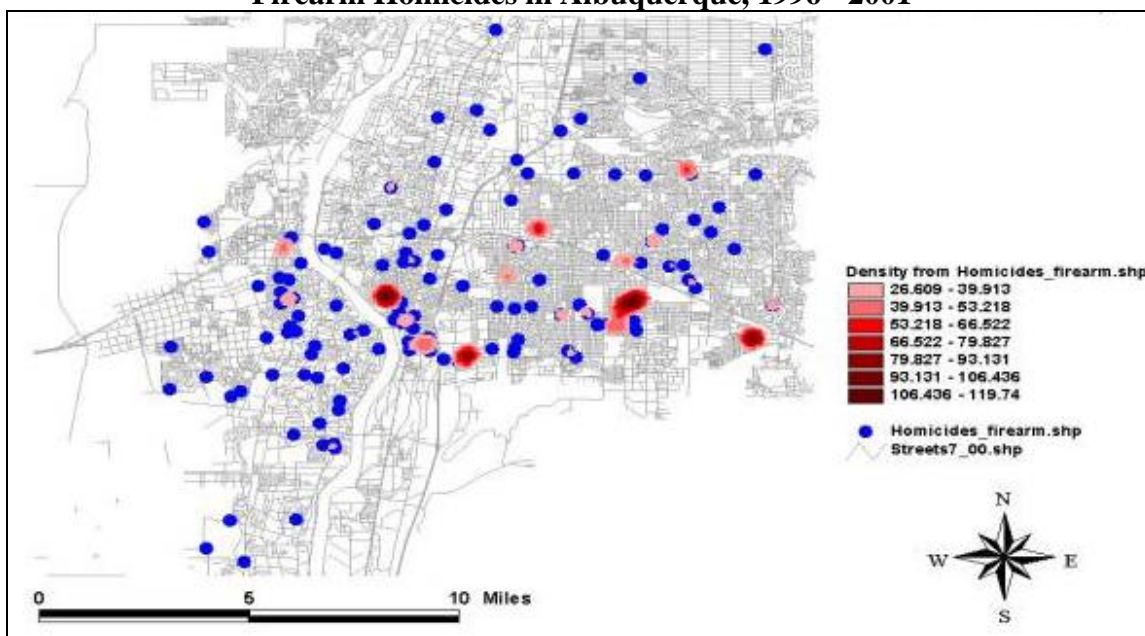 Firearm Homicides in Albuquerque, 1996 - 2001
Density from Homicides_firearm.shp
26.609 - 39.913
39.913 - 53.218
53.218 - 66.522
66.522 - 79.827
79.827 - 93.131
93.131 - 106.436
106.436 - 119.74
Homicides_firearm.shp
Streets7_00.shp
N
W E
S
0 5 10 Miles